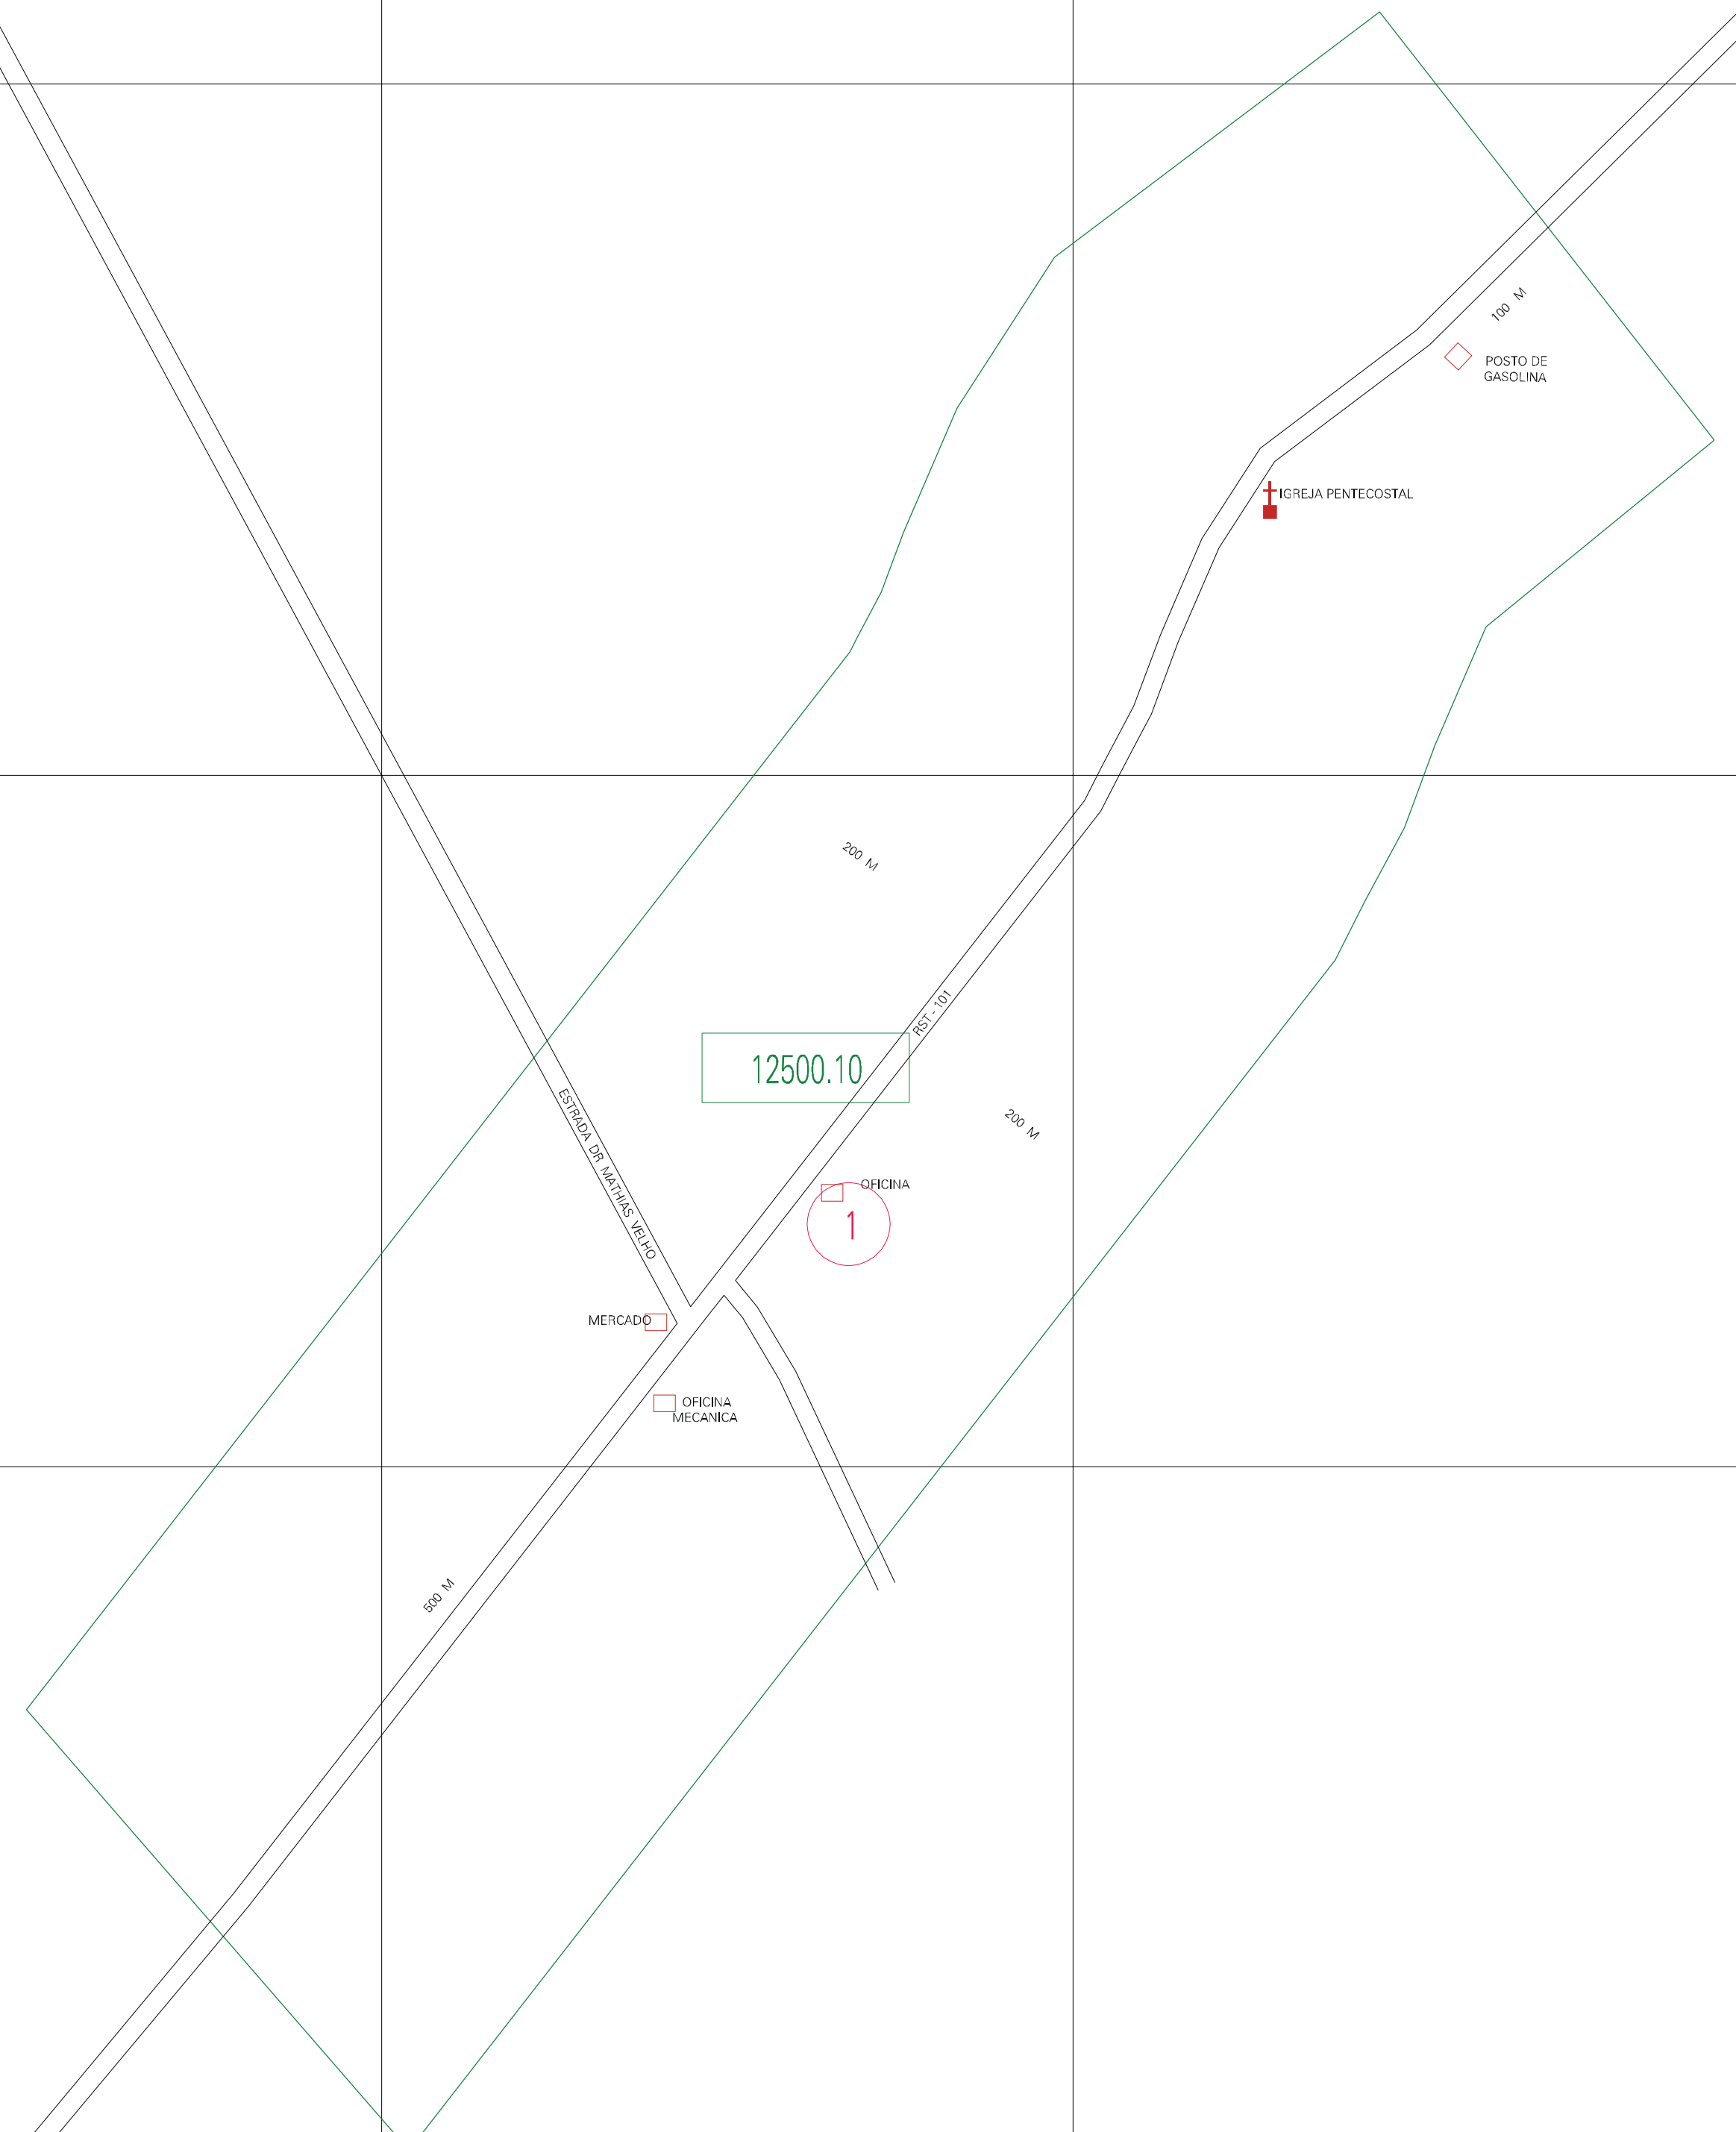 100 M
POSTO DE
GASOLINA
IGREJA PENTECOSTAL
200 M
RST - 101
12500.10
ESTRADA DR MATHIAS VELHO
200 M
OFICINA
1
MERCADO
OFICINA
MECANICA
500 M